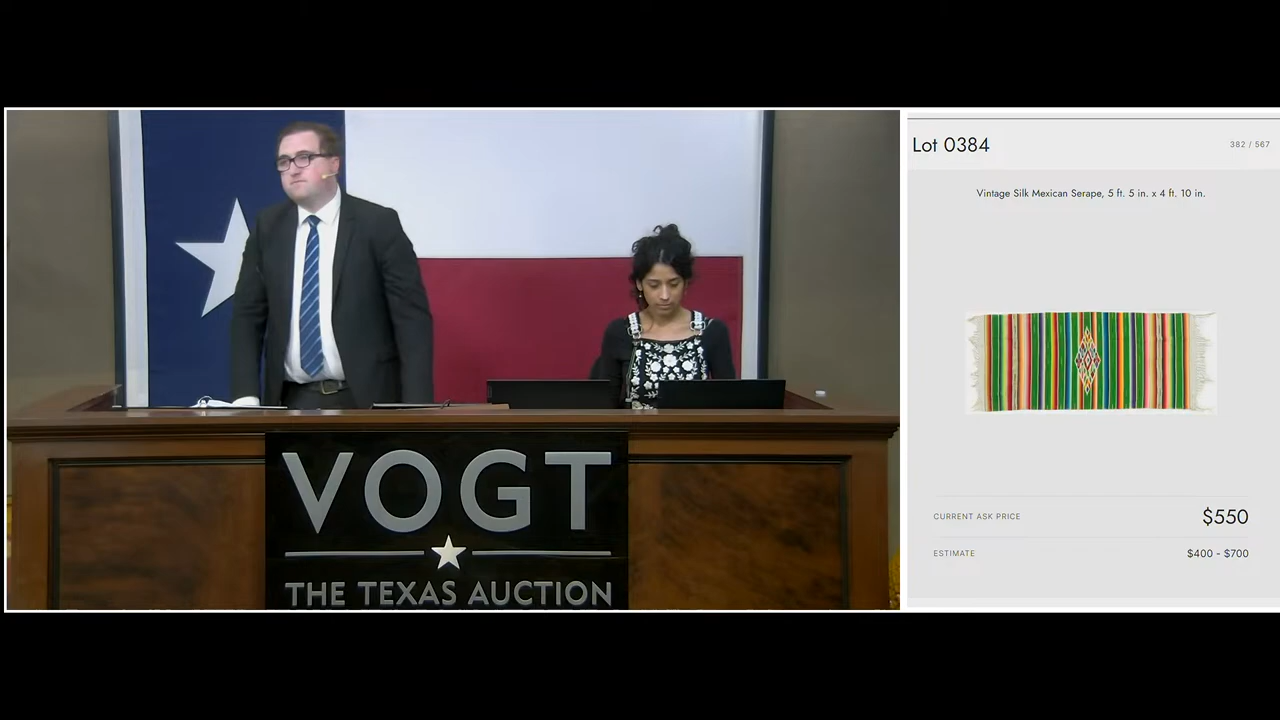 VOGT
THE TEXAS AUCTION
Lot 0384
382 / 567
Vintage Silk Mexican Serape, 5 ft. 5 in. x 4 ft. 10 in.
CURRENT ASK PRICE
$550
ESTIMATE
$400 - $700